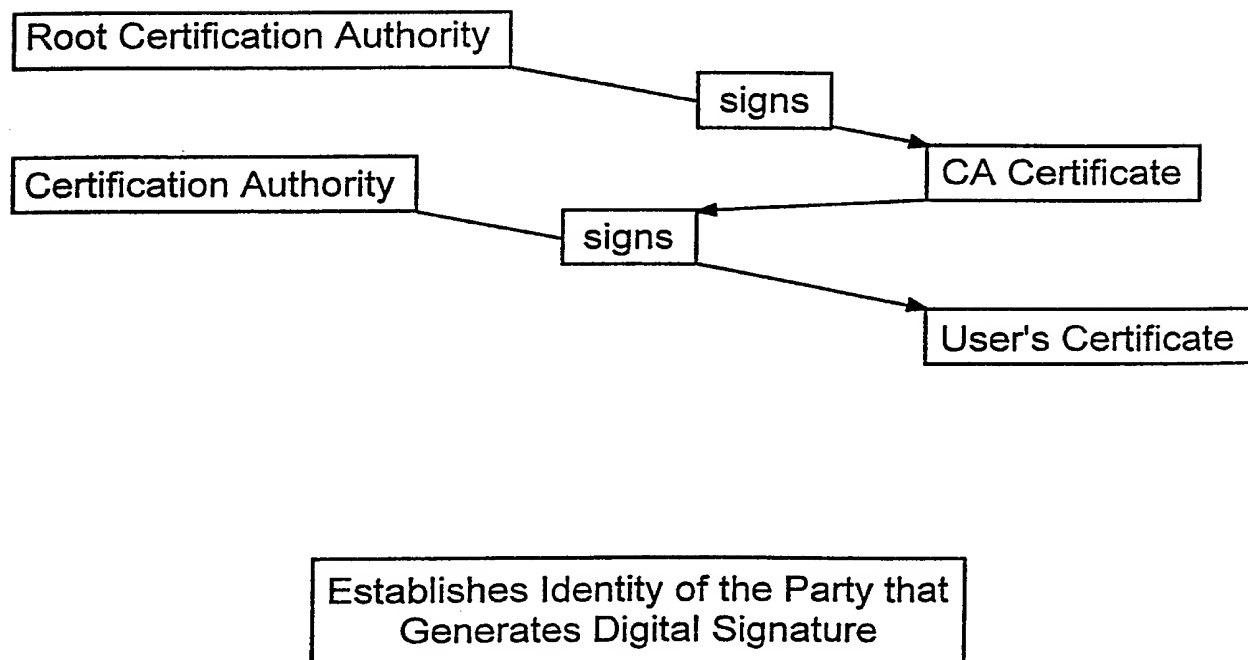 Root Certification Authority
signs
CA Certificate
Certification Authority
signs
User's Certificate
Establishes Identity of the Party that
Generates Digital Signature